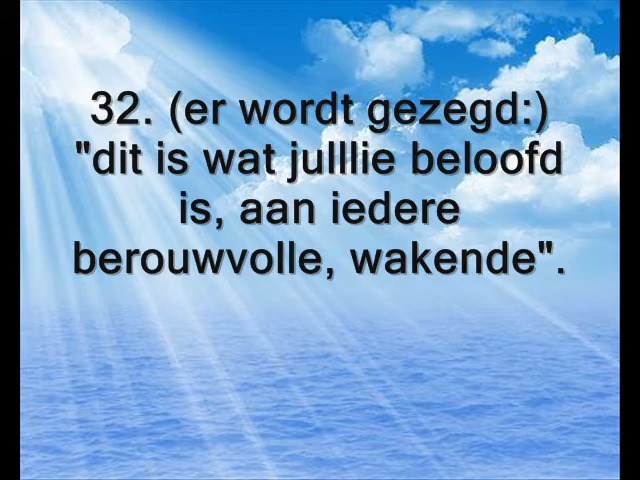 32. (er wordt gezegd:)
"dit is wat julllie beloofd
is, aan iedere
berouwvolle, wakende".